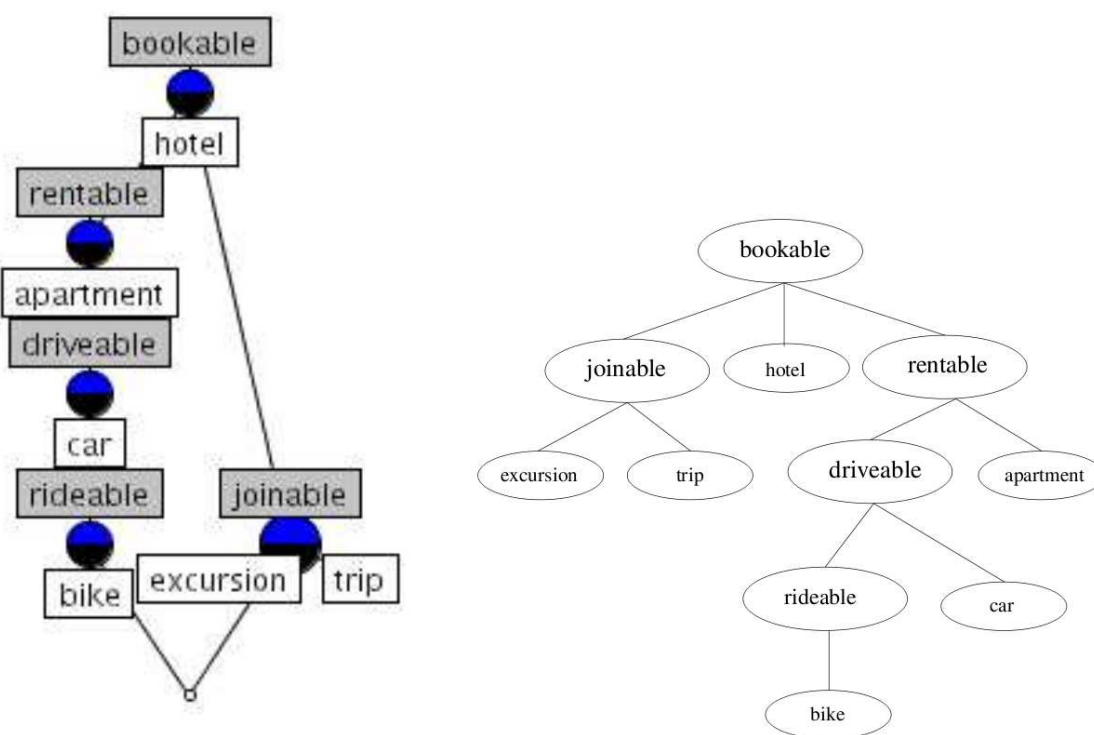 bookable
hotel
rentable
apartment
driveable
car
rideable
joinable
bike
excursion
trip
bookable
joinable
hotel
rentable
excursion
trip
driveable
apartment
rideable
car
bike